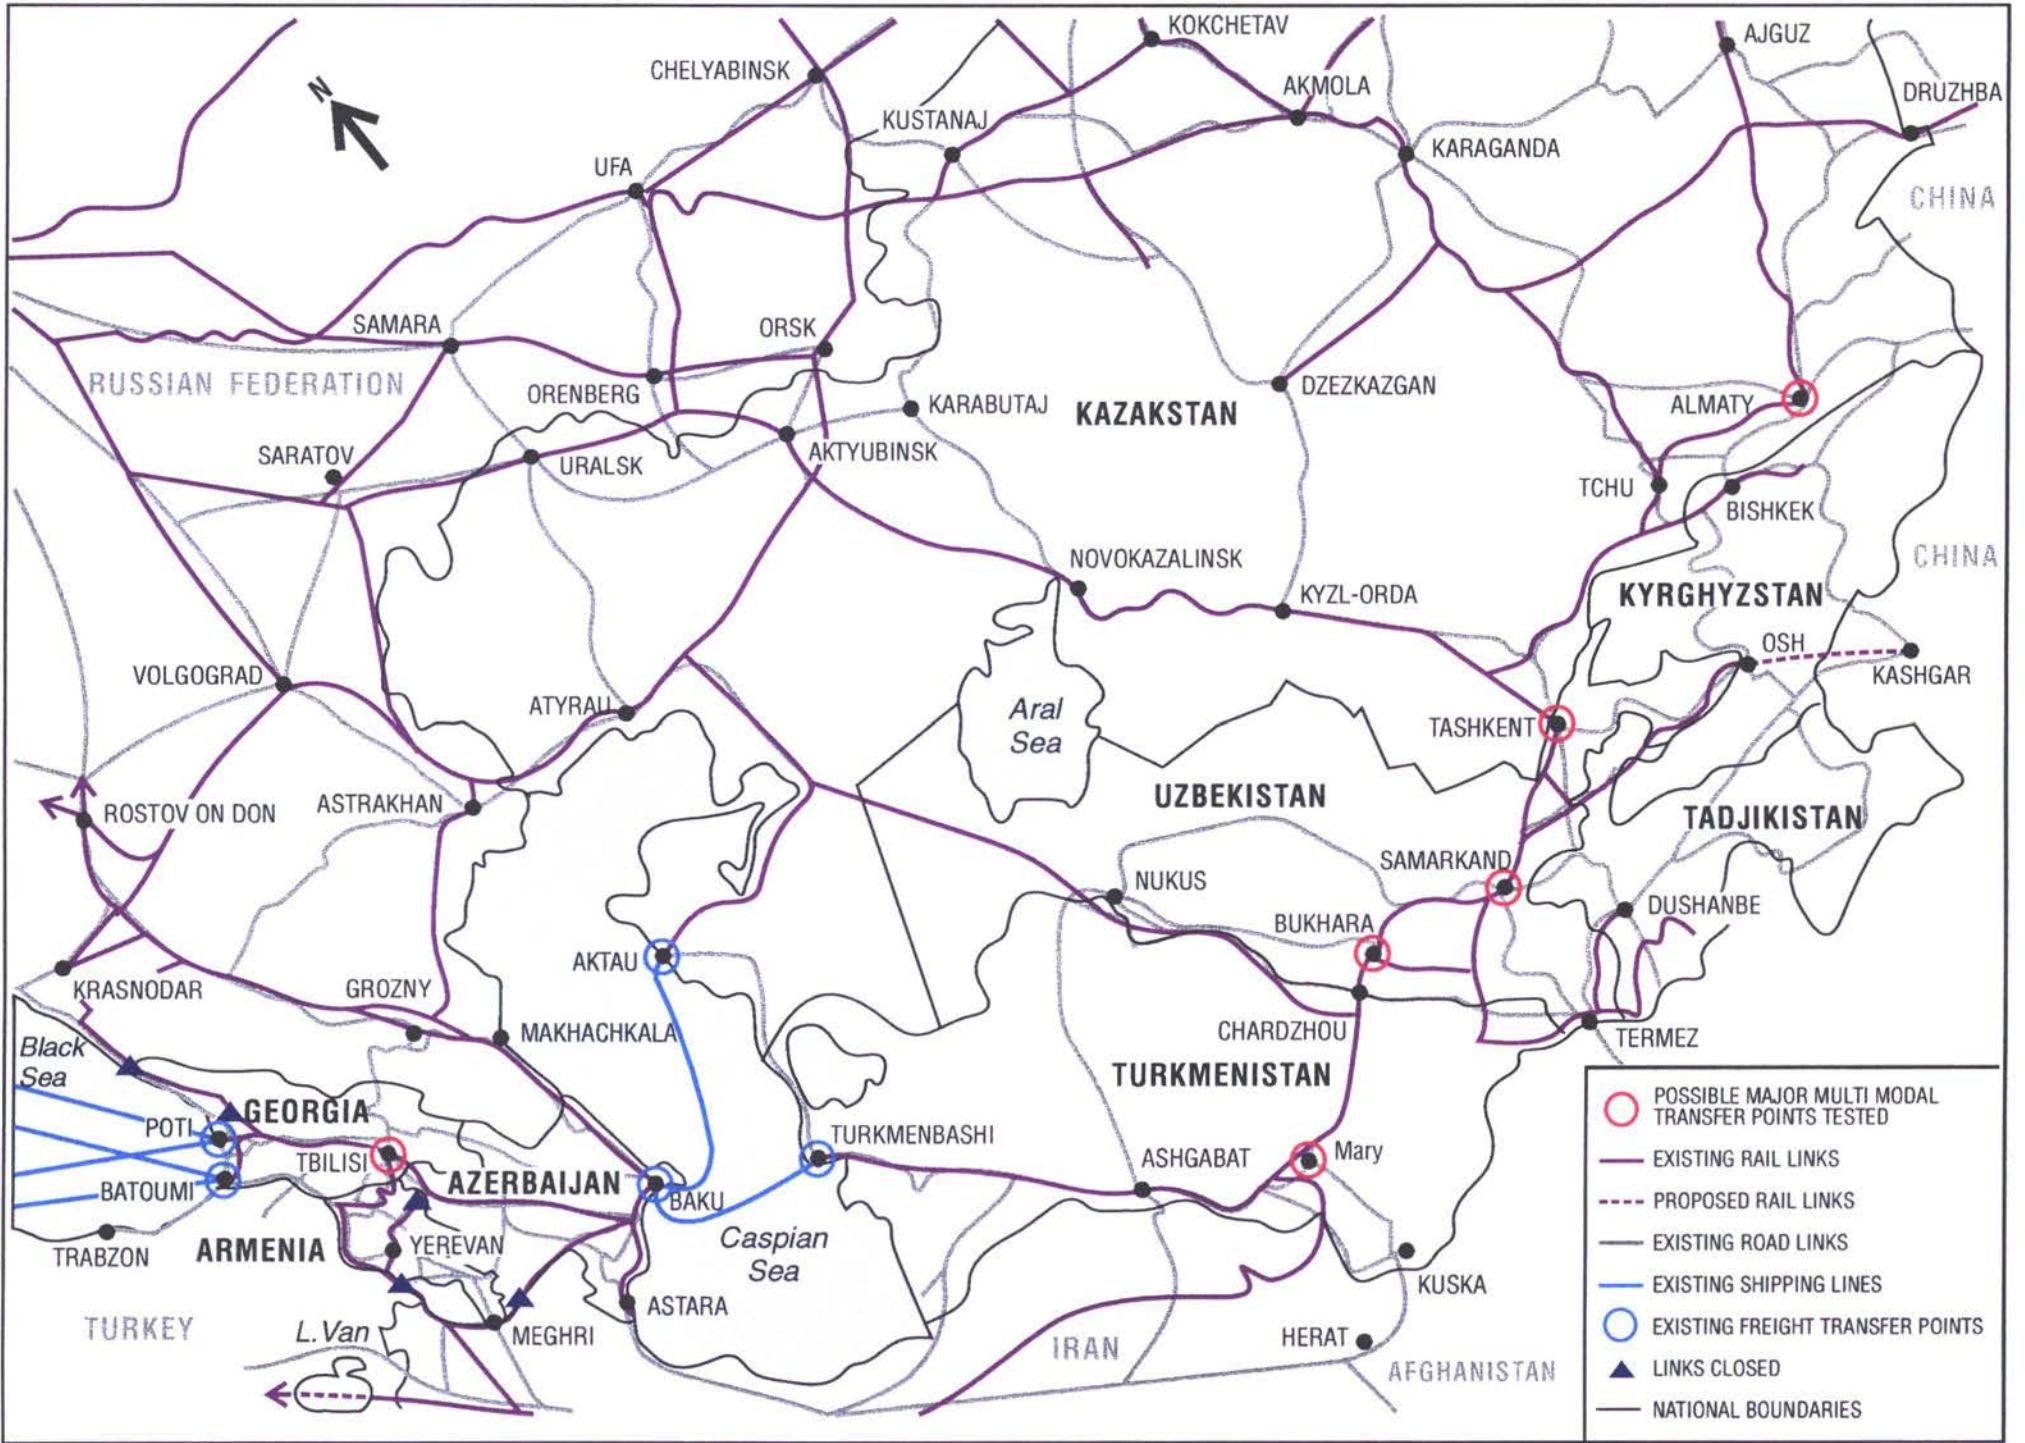 KOKCHETAV
AJGUZ
CHELYABINSK
AKMOLA
DRUZHBA
N
KUSTANAJ
KARAGANDA
UFA
CHINA
SAMARA
ORSK
RUSSIAN FEDERATION
ORENBERG
KARABUTAJ
KAZAKSTAN
DZEZKAZGAN
ALMATY
SARATOV
URALSK
AKTYUBINSK
TCHU
BISHKEK
NOVOKAZALINSK
CHINA
KYZL-ORDA
KYRGHYZSTAN
OSH
VOLGOGRAD
KASHGAR
ATYRAU
Aral
Sea
TASHKENT
UZBEKISTAN
ROSTOV ON DON
ASTRAKHAN
TADJIKISTAN
SAMARKAND
NUKUS
DUSHANBE
BUKHARA
AKTAU
KRASNODAR
GROZNY
MAKHACHKALA
CHARDZHOU
TERMEZ
Black
Sea
TURKMENISTAN
GEORGIA
POTI
TURKMENBASHI
TBILISI
ASHGABAT
Mary
AZERBAIJAN
BATOUMI
BAKU
TRABZON
ARMENIA
YEREVAN
Caspian
Sea
KUSKA
ASTARA
TURKEY
L.Van
MEGHRI
IRAN
HERAT
AFGHANISTAN
POSSIBLE MAJOR MULTI MODAL
TRANSFER POINTS TESTED
EXISTING RAIL LINKS
PROPOSED RAIL LINKS
EXISTING ROAD LINKS
EXISTING SHIPPING LINES
EXISTING FREIGHT TRANSFER POINTS
LINKS CLOSED
NATIONAL BOUNDARIES